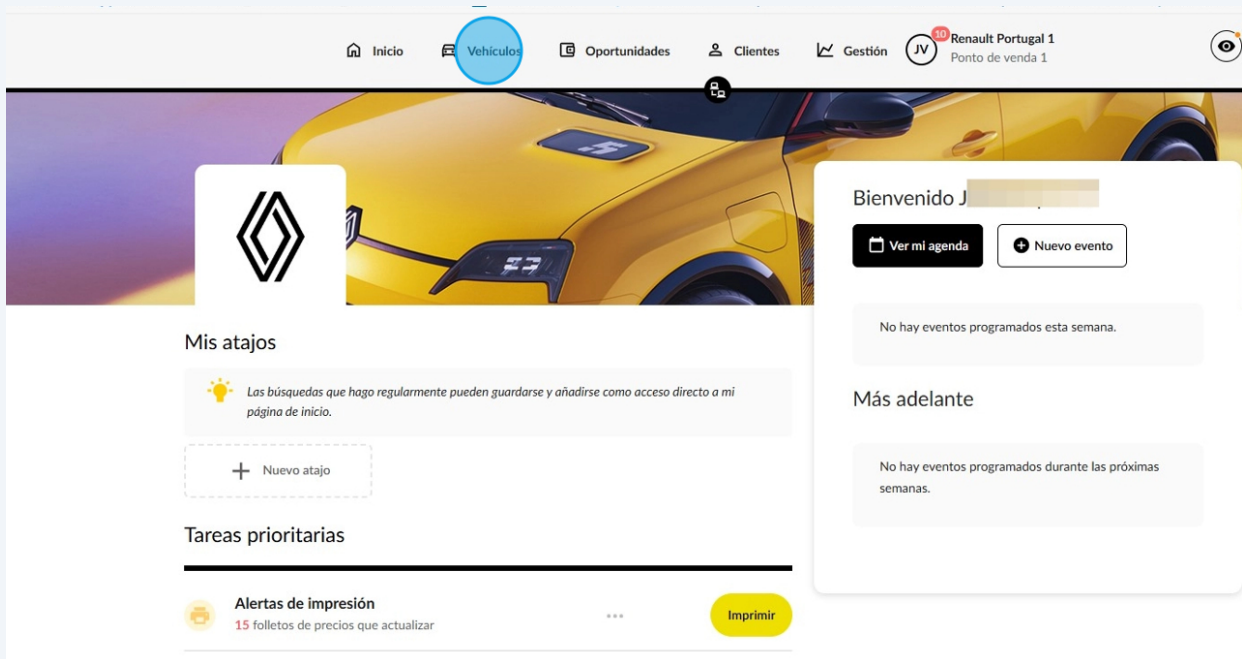 Inicio
Vehículos
Oportunidades
Clientes
Gestión
JV
10
Renault Portugal 1
Ponto de venda 1
Bienvenido J
Ver mi agenda
Nuevo evento
No hay eventos programados esta semana.
Más adelante
No hay eventos programados durante las próximas
semanas.
Mis atajos
Las búsquedas que hago regularmente pueden guardarse y añadirse como acceso directo a mi
página de inicio.
Nuevo atajo
Tareas prioritarias
Alertas de impresión
15 folletos de precios que actualizar
Imprimir